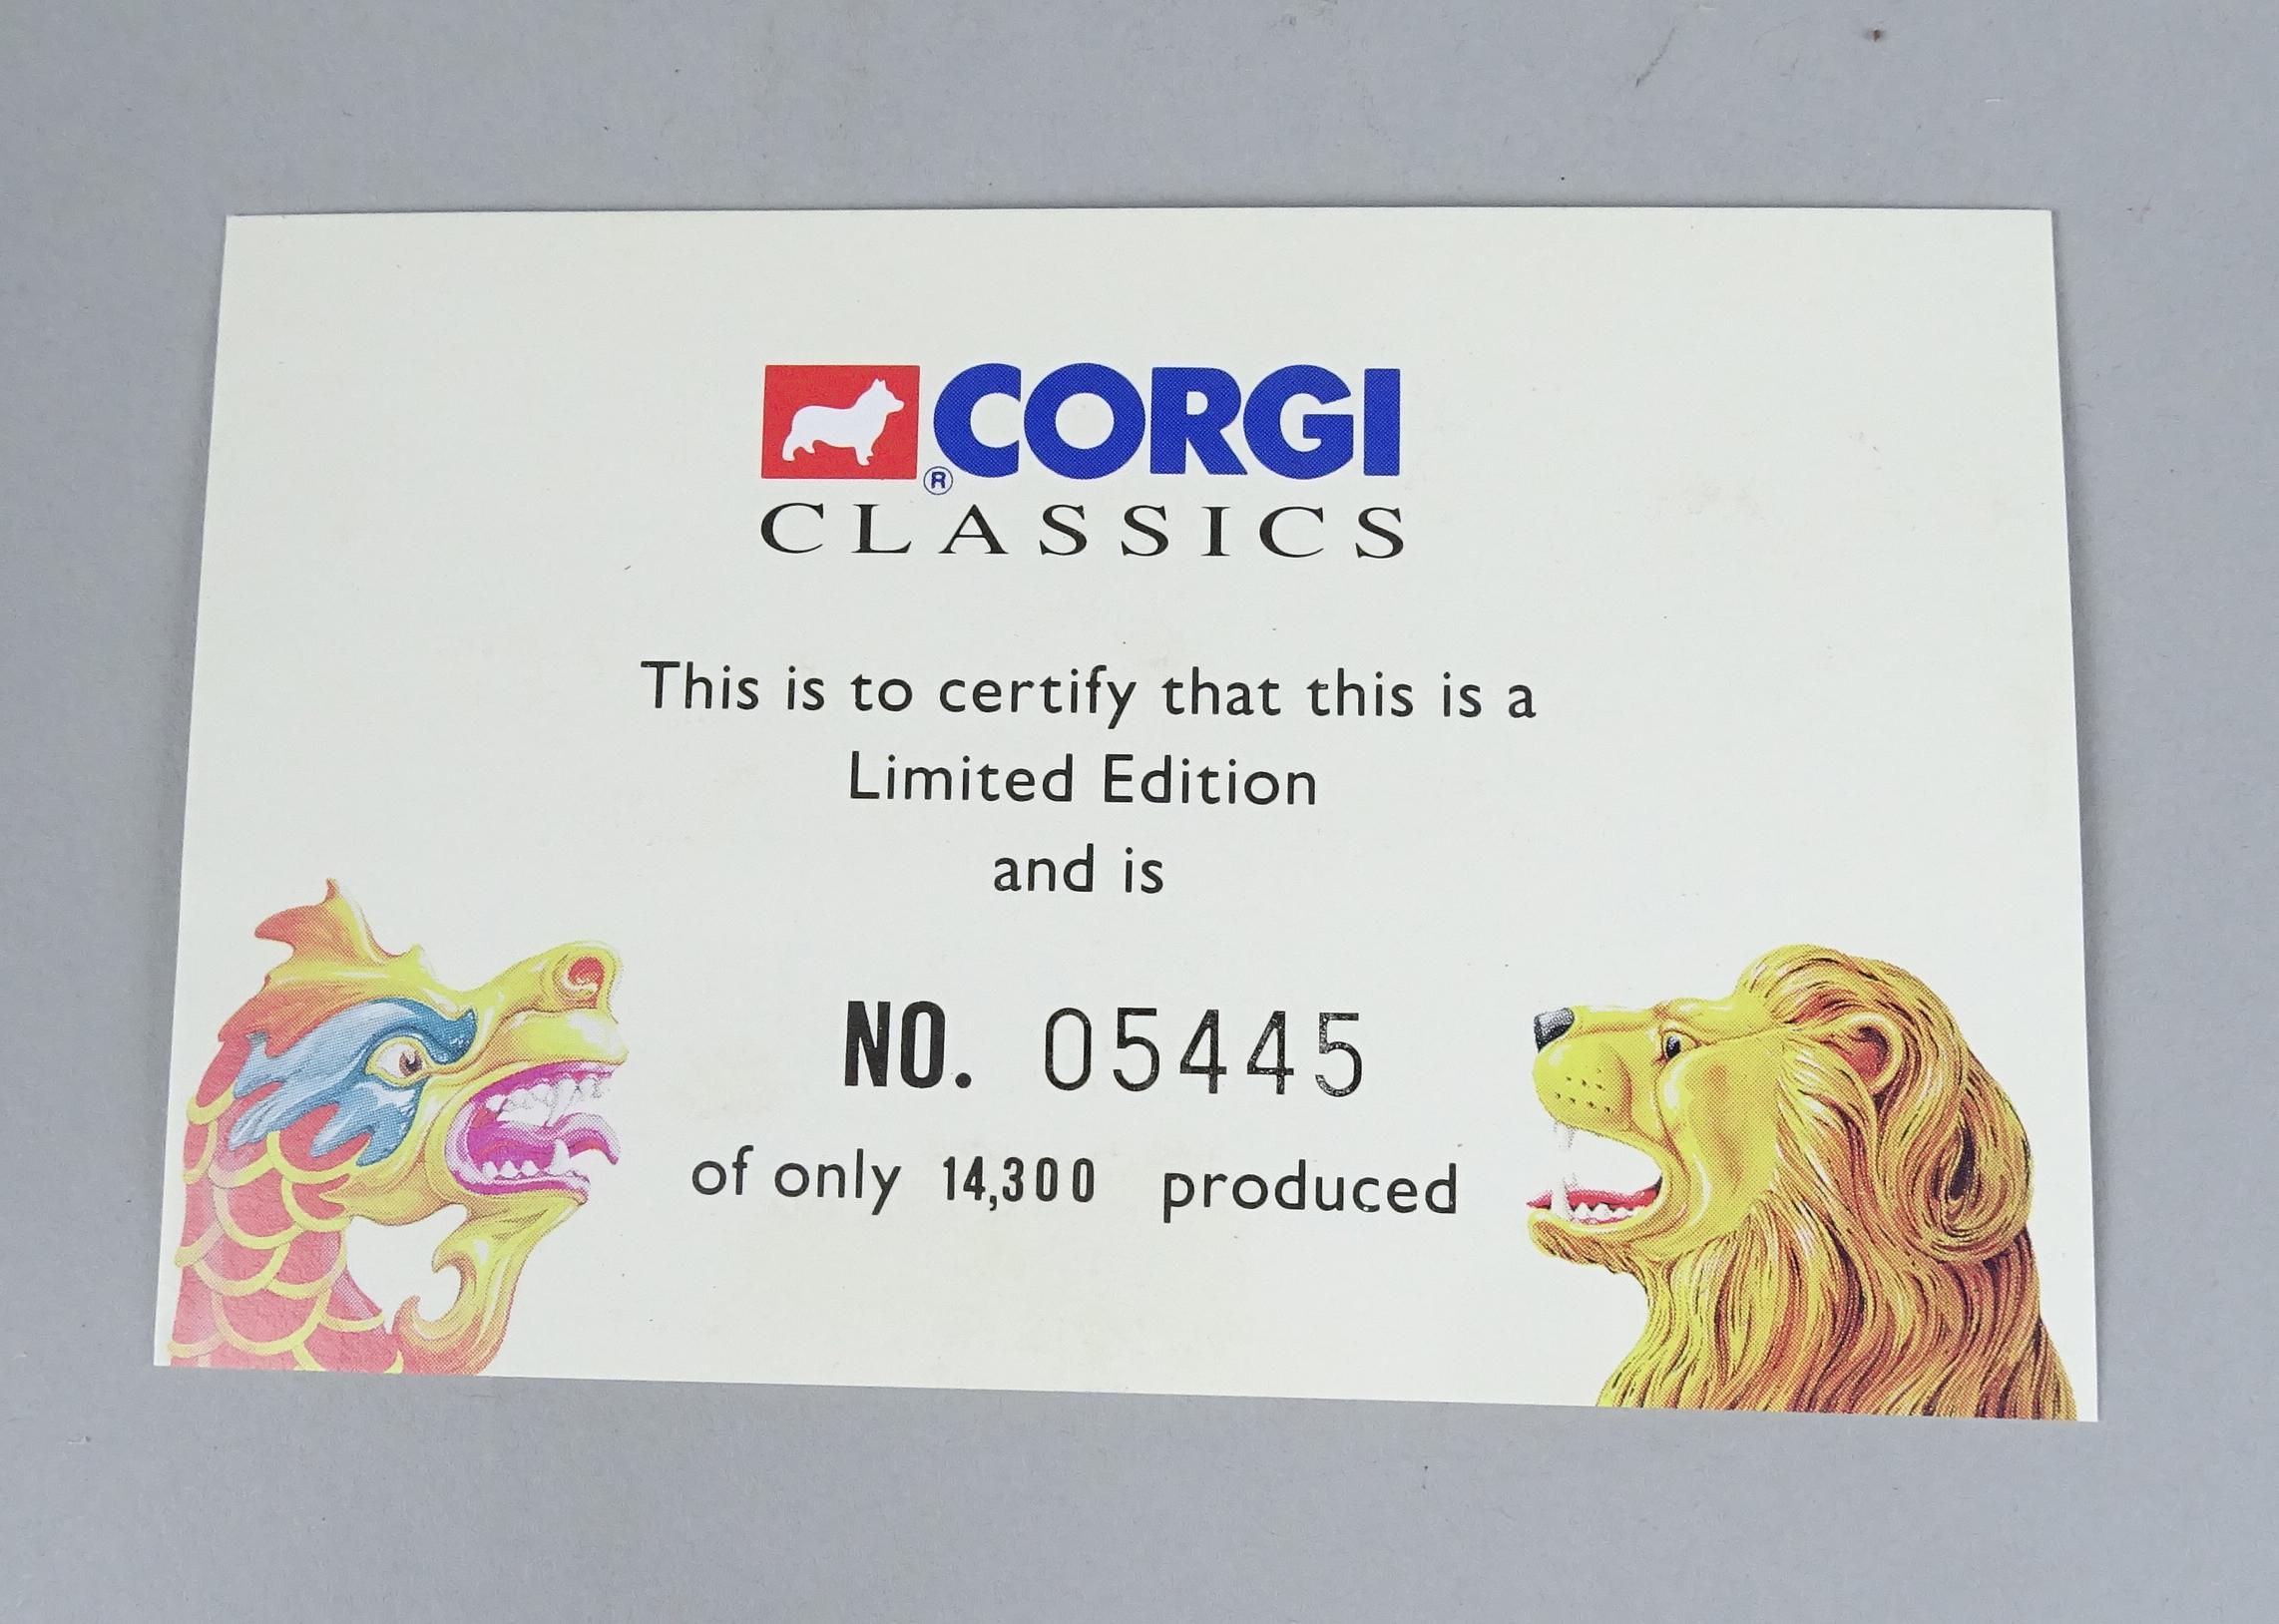 ® CORGI
CLASSICS
This is to certify that this is a
Limited Edition
and is
NO. 05445
of only 14,300 produced